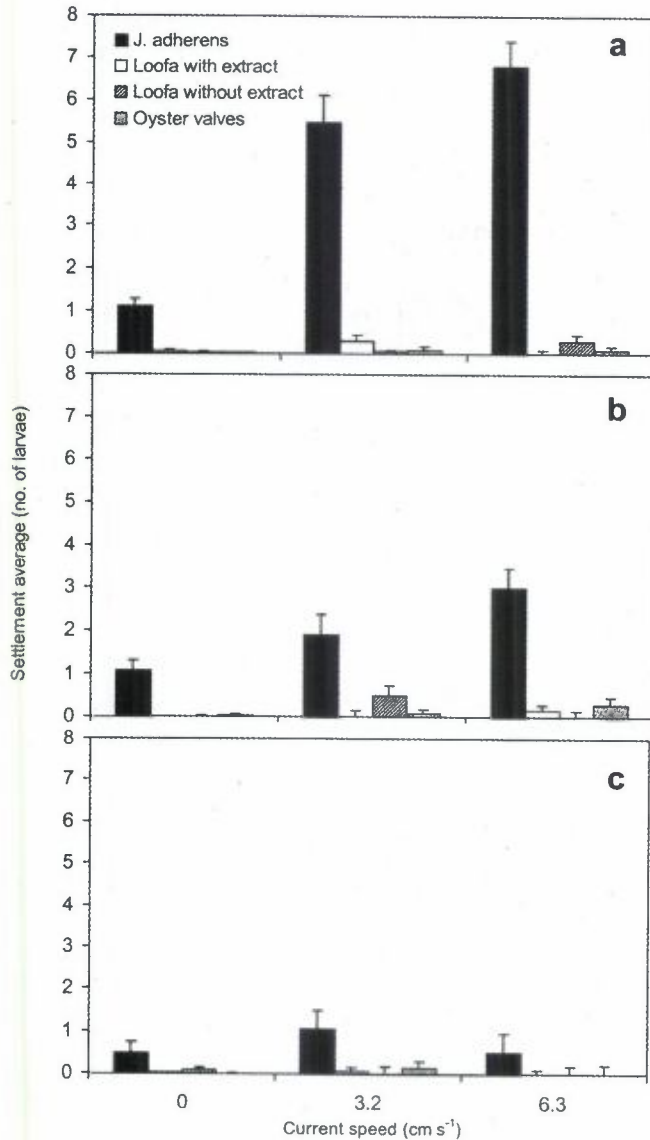 8
7
6
5
4
3
2
1
0
J. adherens
Loofa with extract
Loofa without extract
Oyster valves
a
8
7
6
5
4
3
2
1
0
b
8
7
6
5
4
3
2
1
0
c
Settlement average (no. of larvae)
0 3.2 6.3
Current speed (cm s⁻¹)